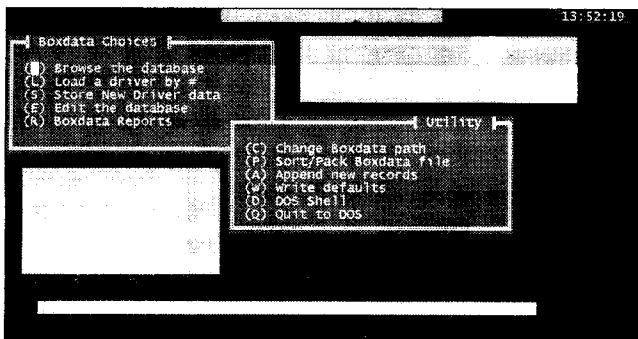 13:52:19
Boxdata Choices
( ) Browse the database
(L) Load a driver by #
(S) Store New Driver data
(E) Edit the database
(R) Boxdata Reports
Utility
(C) Change Boxdata path
(P) Sort/Pack Boxdata file
(A) Append new records
(W) Write defaults
(D) DOS Shell
(Q) Quit to DOS